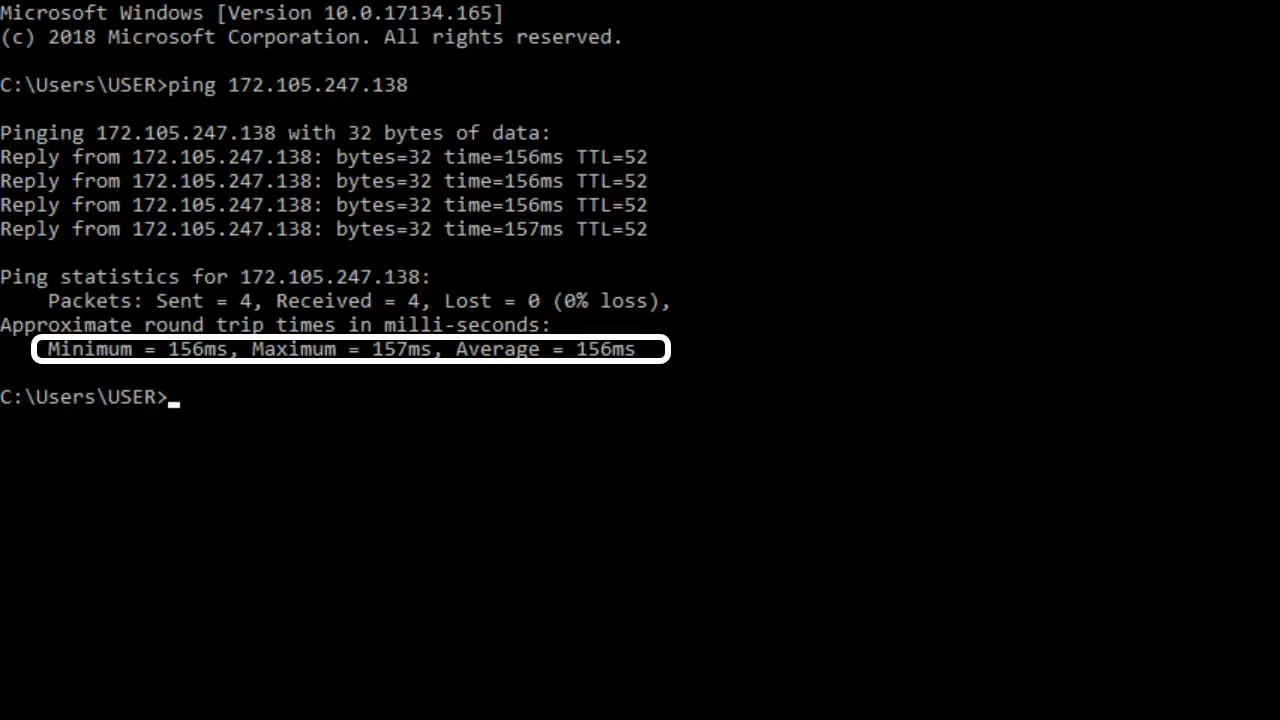 Microsoft Windows [Version 10.0.17134.165]
(c) 2018 Microsoft Corporation. All rights reserved.
C:\Users\USER>ping 172.105.247.138
Pinging 172.105.247.138 with 32 bytes of data:
Reply from 172.105.247.138: bytes=32 time=156ms TTL=52
Reply from 172.105.247.138: bytes=32 time=156ms TTL=52
Reply from 172.105.247.138: bytes=32 time=156ms TTL=52
Reply from 172.105.247.138: bytes=32 time=157ms TTL=52
Ping statistics for 172.105.247.138:
Packets: Sent = 4, Received = 4, Lost = 0 (0% loss),
Approximate round trip times in milli-seconds:
Minimum = 156ms, Maximum = 157ms, Average = 156ms
C:\Users\USER>